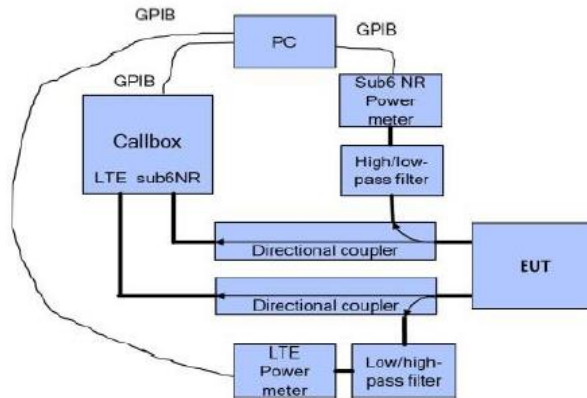 GPIB
PC
GPIB
GPIB
Sub6 NR
Power
meter
Callbox
LTE sub6NR
High/low-
pass filter
Directional coupler
EUT
Directional coupler
LTE
Power
meter
Low/high-
pass filter